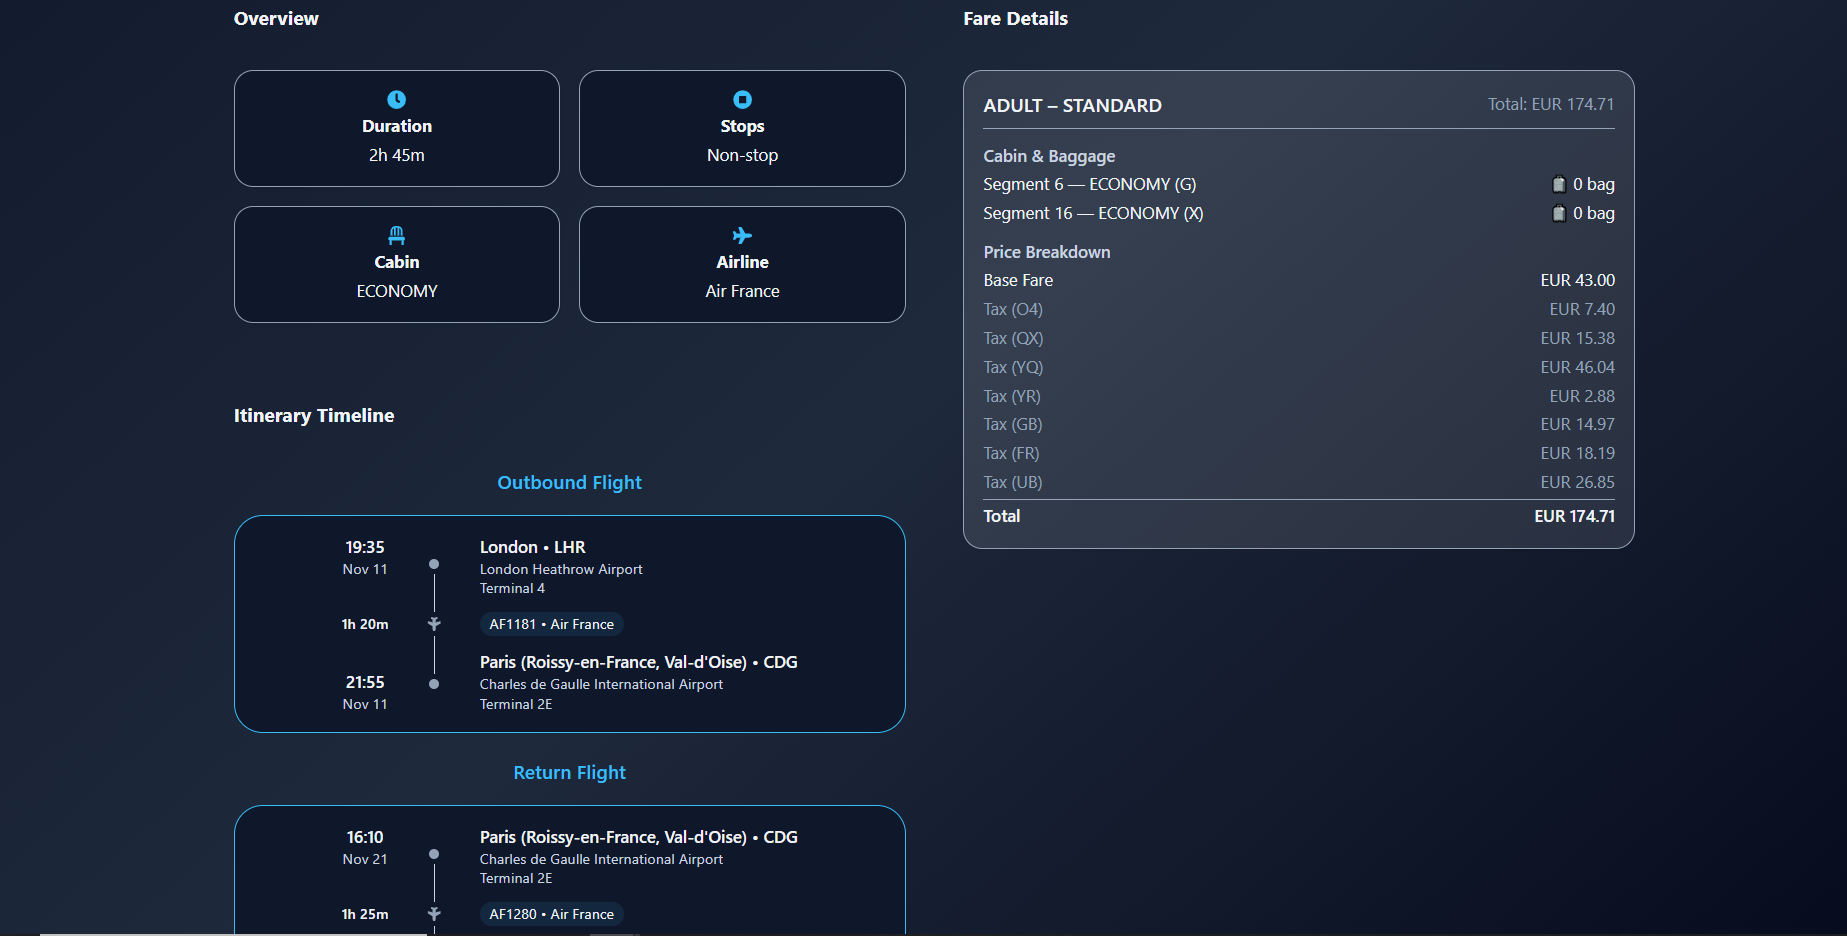 Overview
Duration
2h 45m
Stops
Non-stop
Cabin
ECONOMY
Airline
Air France
Itinerary Timeline
Outbound Flight
19:35
Nov 11
London • LHR
London Heathrow Airport
Terminal 4
1h 20m
AF1181 • Air France
21:55
Nov 11
Paris (Roissy-en-France, Val-d'Oise) • CDG
Charles de Gaulle International Airport
Terminal 2E
Return Flight
16:10
Nov 21
Paris (Roissy-en-France, Val-d'Oise) • CDG
Charles de Gaulle International Airport
Terminal 2E
1h 25m
AF1280 • Air France
Fare Details
ADULT – STANDARD Total: EUR 174.71
Cabin & Baggage
Segment 6 — ECONOMY (G) 0 bag
Segment 16 — ECONOMY (X) 0 bag
Price Breakdown
Base Fare EUR 43.00
Tax (O4) EUR 7.40
Tax (QX) EUR 15.38
Tax (YQ) EUR 46.04
Tax (YR) EUR 2.88
Tax (GB) EUR 14.97
Tax (FR) EUR 18.19
Tax (UB) EUR 26.85
Total EUR 174.71